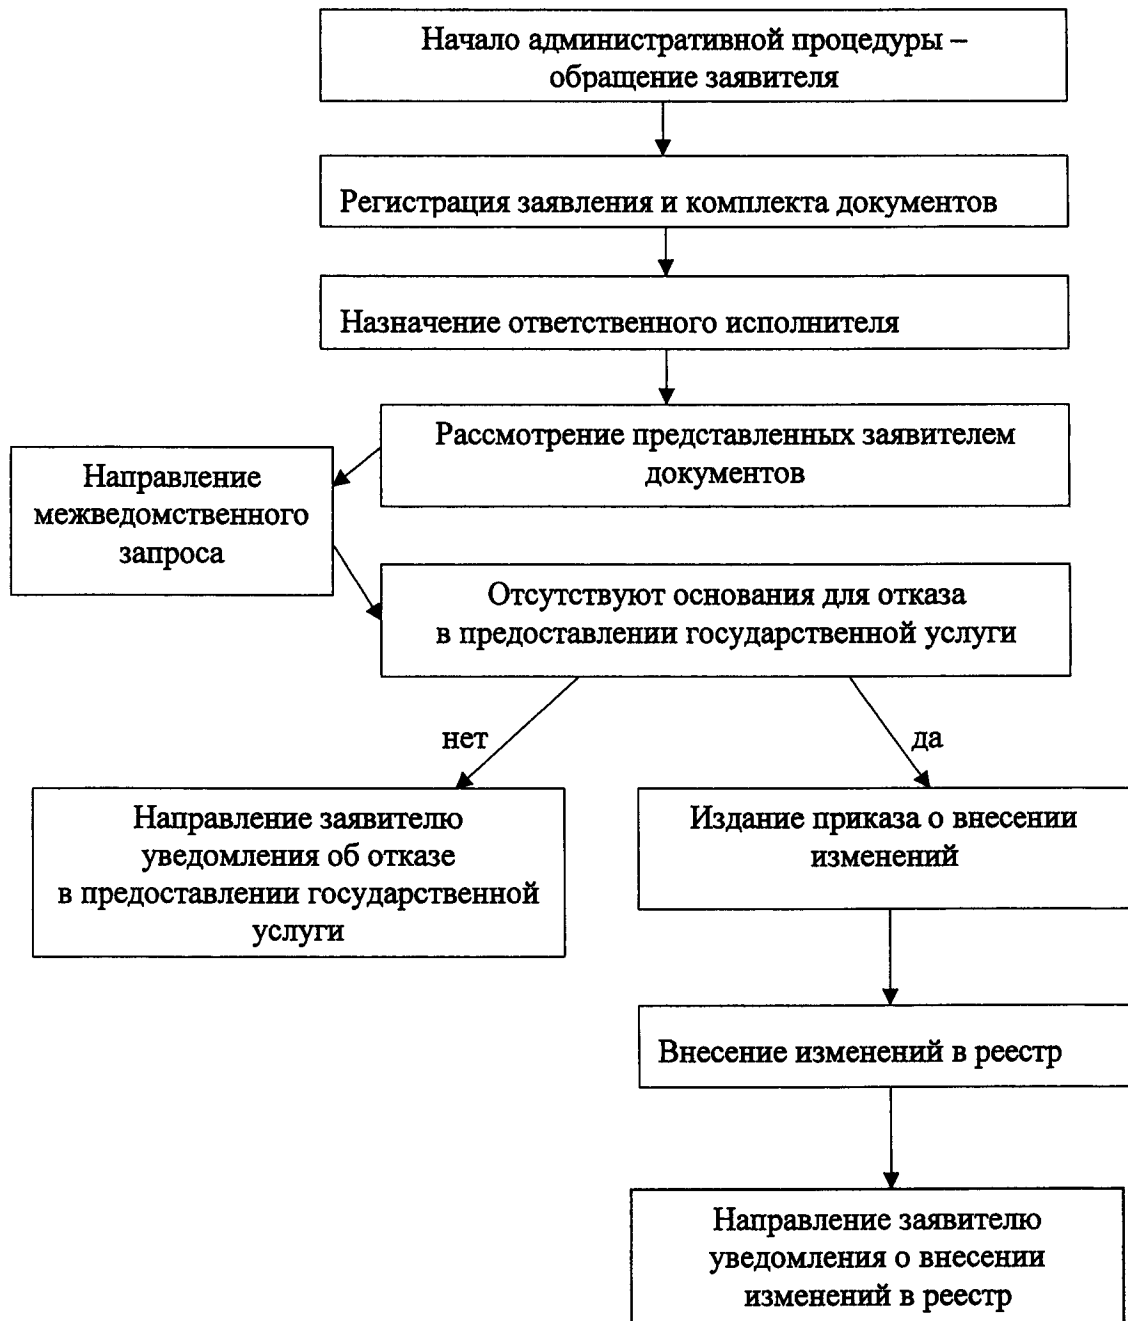 Начало административной процедуры –
обращение заявителя
Регистрация заявления и комплекта документов
Назначение ответственного исполнителя
Рассмотрение представленных заявителем
документов
Направление
межведомственного
запроса
Отсутствуют основания для отказа
в предоставлении государственной услуги
нет
да
Направление заявителю
уведомления об отказе
в предоставлении государственной
услуги
Издание приказа о внесении
изменений
Внесение изменений в реестр
Направление заявителю
уведомления о внесении
изменений в реестр